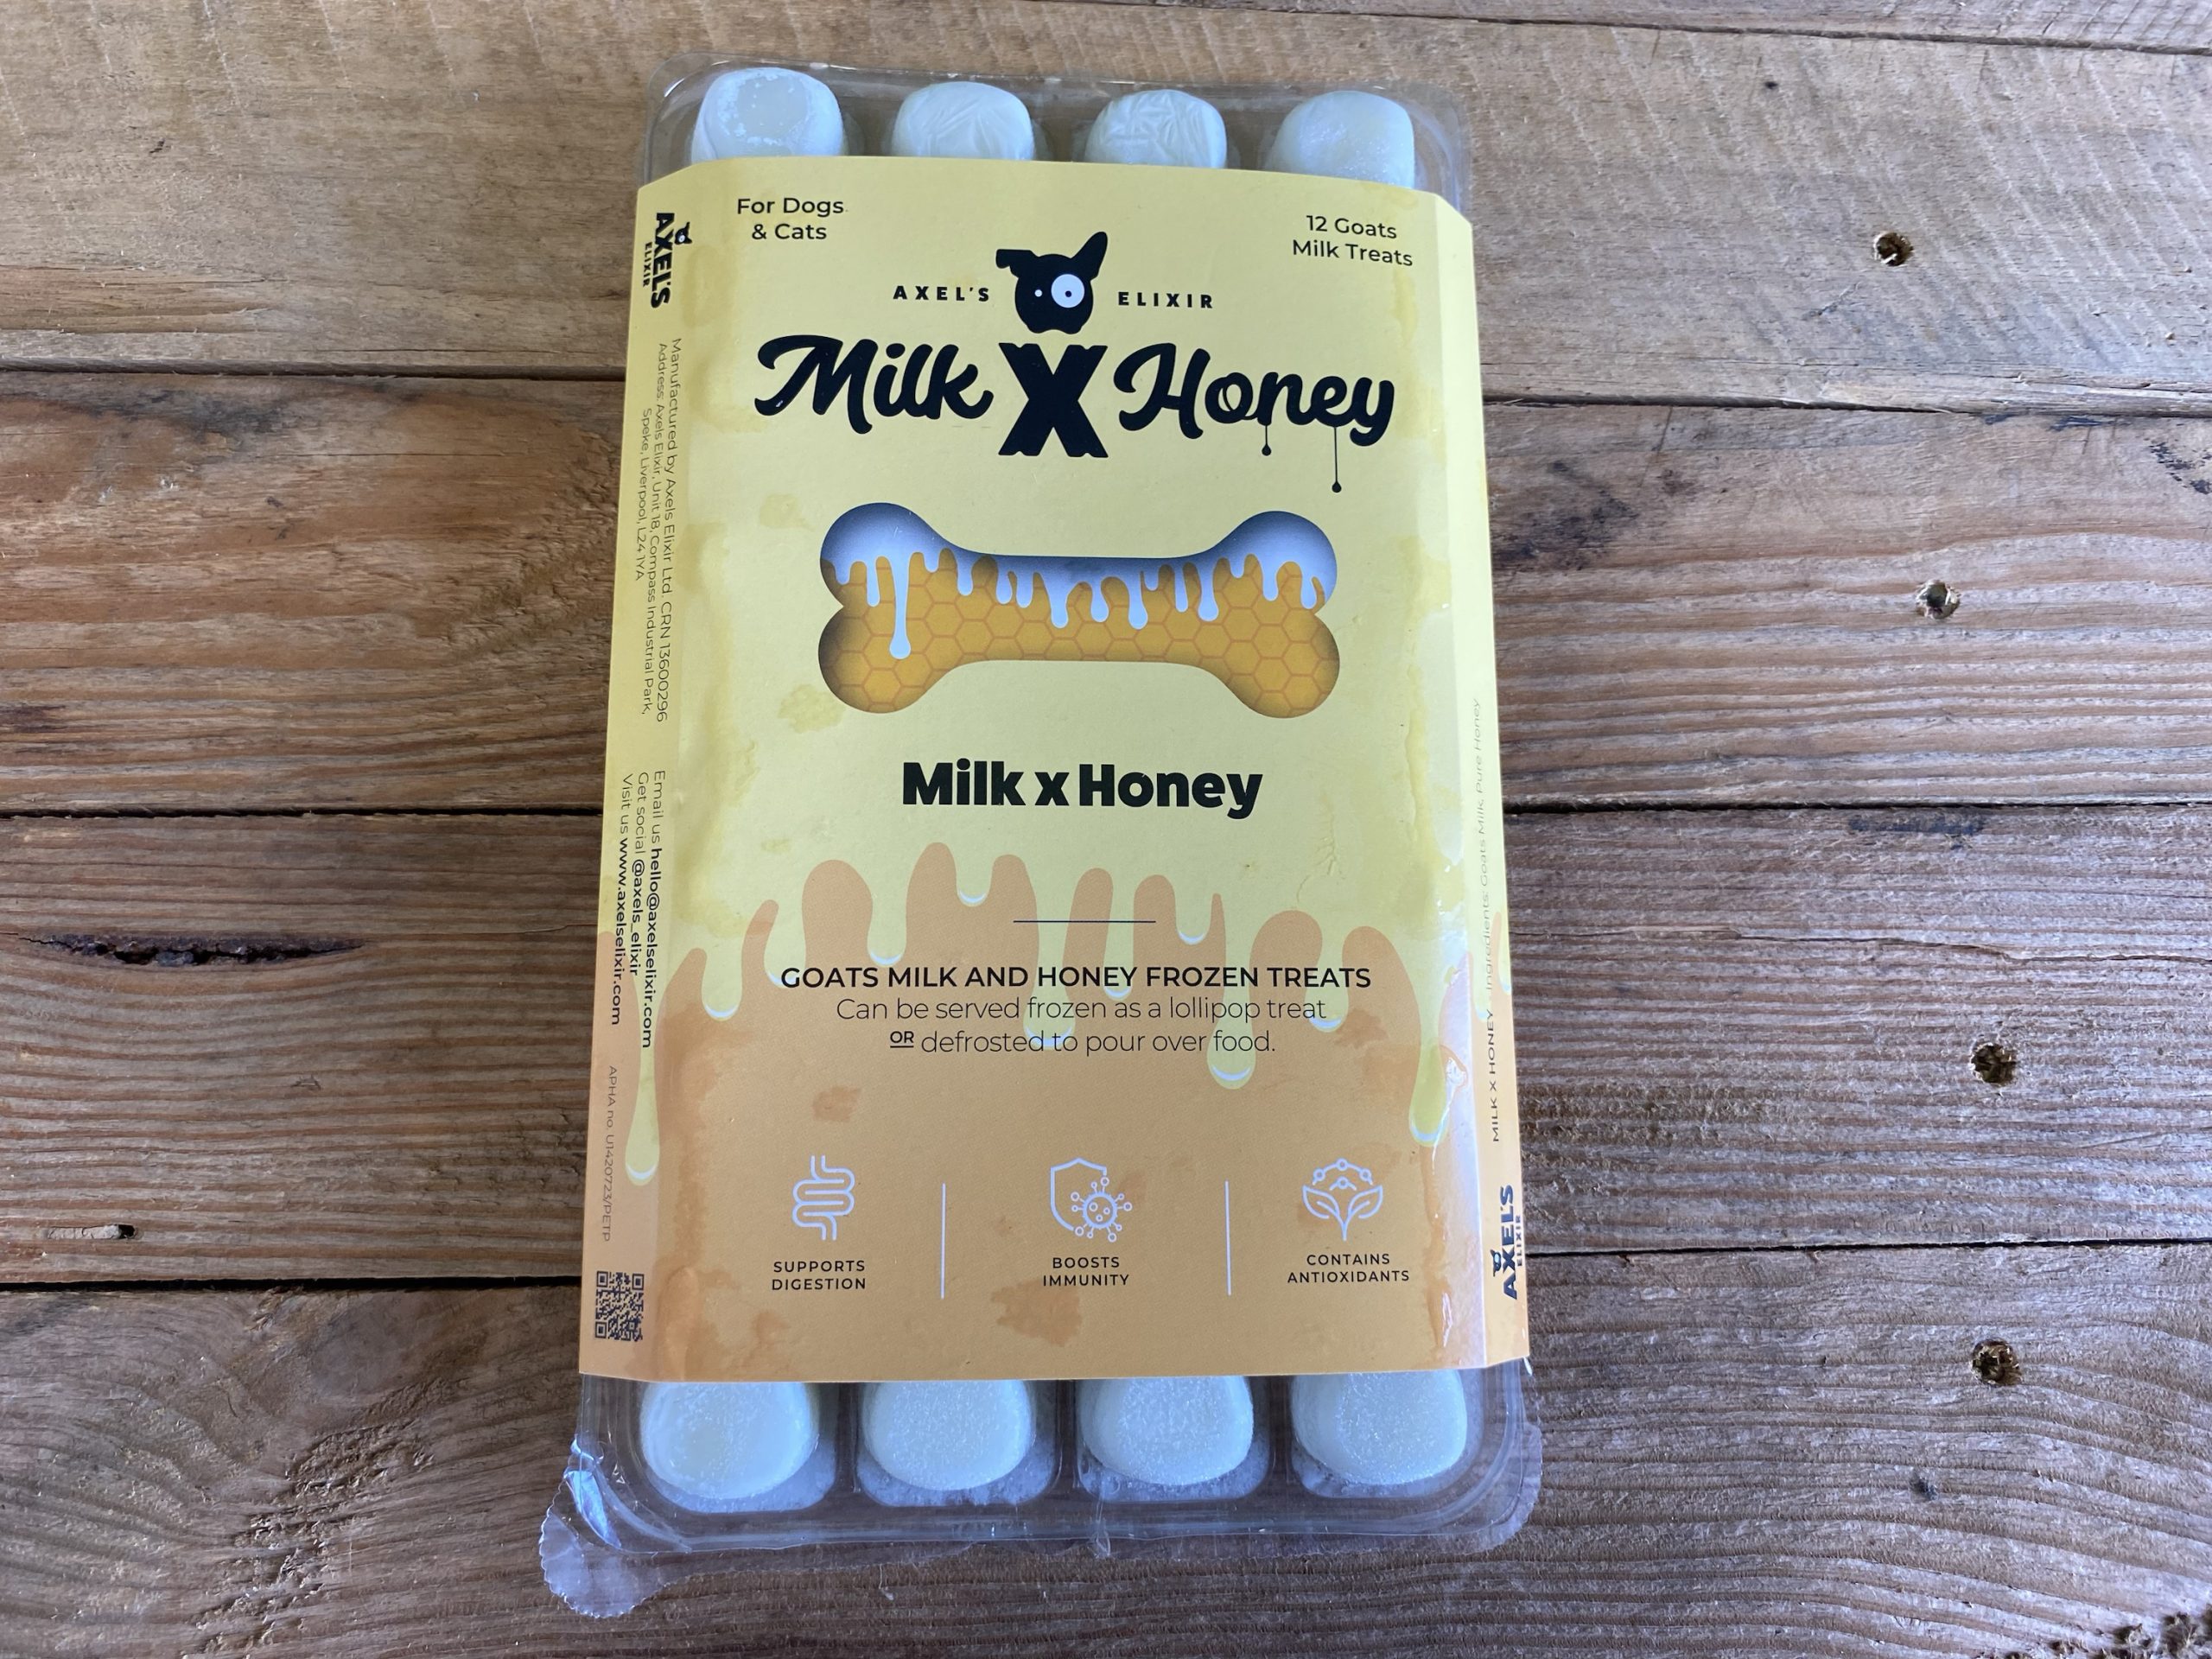 For Dogs
& Cats
12 Goats
Milk Treats
AXEL'S ELIXIR
Milk X Honey
Milk x Honey
GOATS MILK AND HONEY FROZEN TREATS
Can be served frozen as a lollipop treat
OR defrosted to pour over food.
SUPPORTS
DIGESTION
BOOSTS
IMMUNITY
CONTAINS
ANTIOXIDANTS
AXEL'S
ELIXIR
Manufactured by Axels Elixir Ltd. CRN 13600296
Address: Axels Elixir, Unit 18, Compass Industrial Park,
Speke, Liverpool, L24 1YA
Email us hello@axelselixir.com
Get social @axels_elixir
Visit us www.axelselixir.com
APHA no. U1420723/PETP
MILK X HONEY - Ingredients: Goats Milk, Pure Honey
AXEL'S
ELIXIR